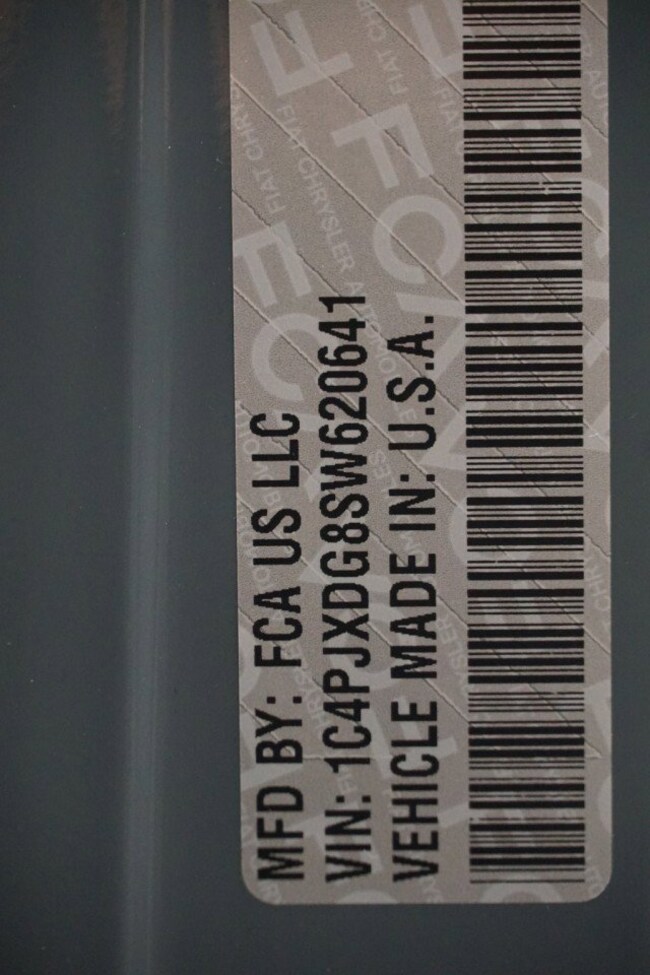 MFD BY: FCA US LLC
VIN: 1C4PJXDG8SW620641
VEHICLE MADE IN: U.S.A.